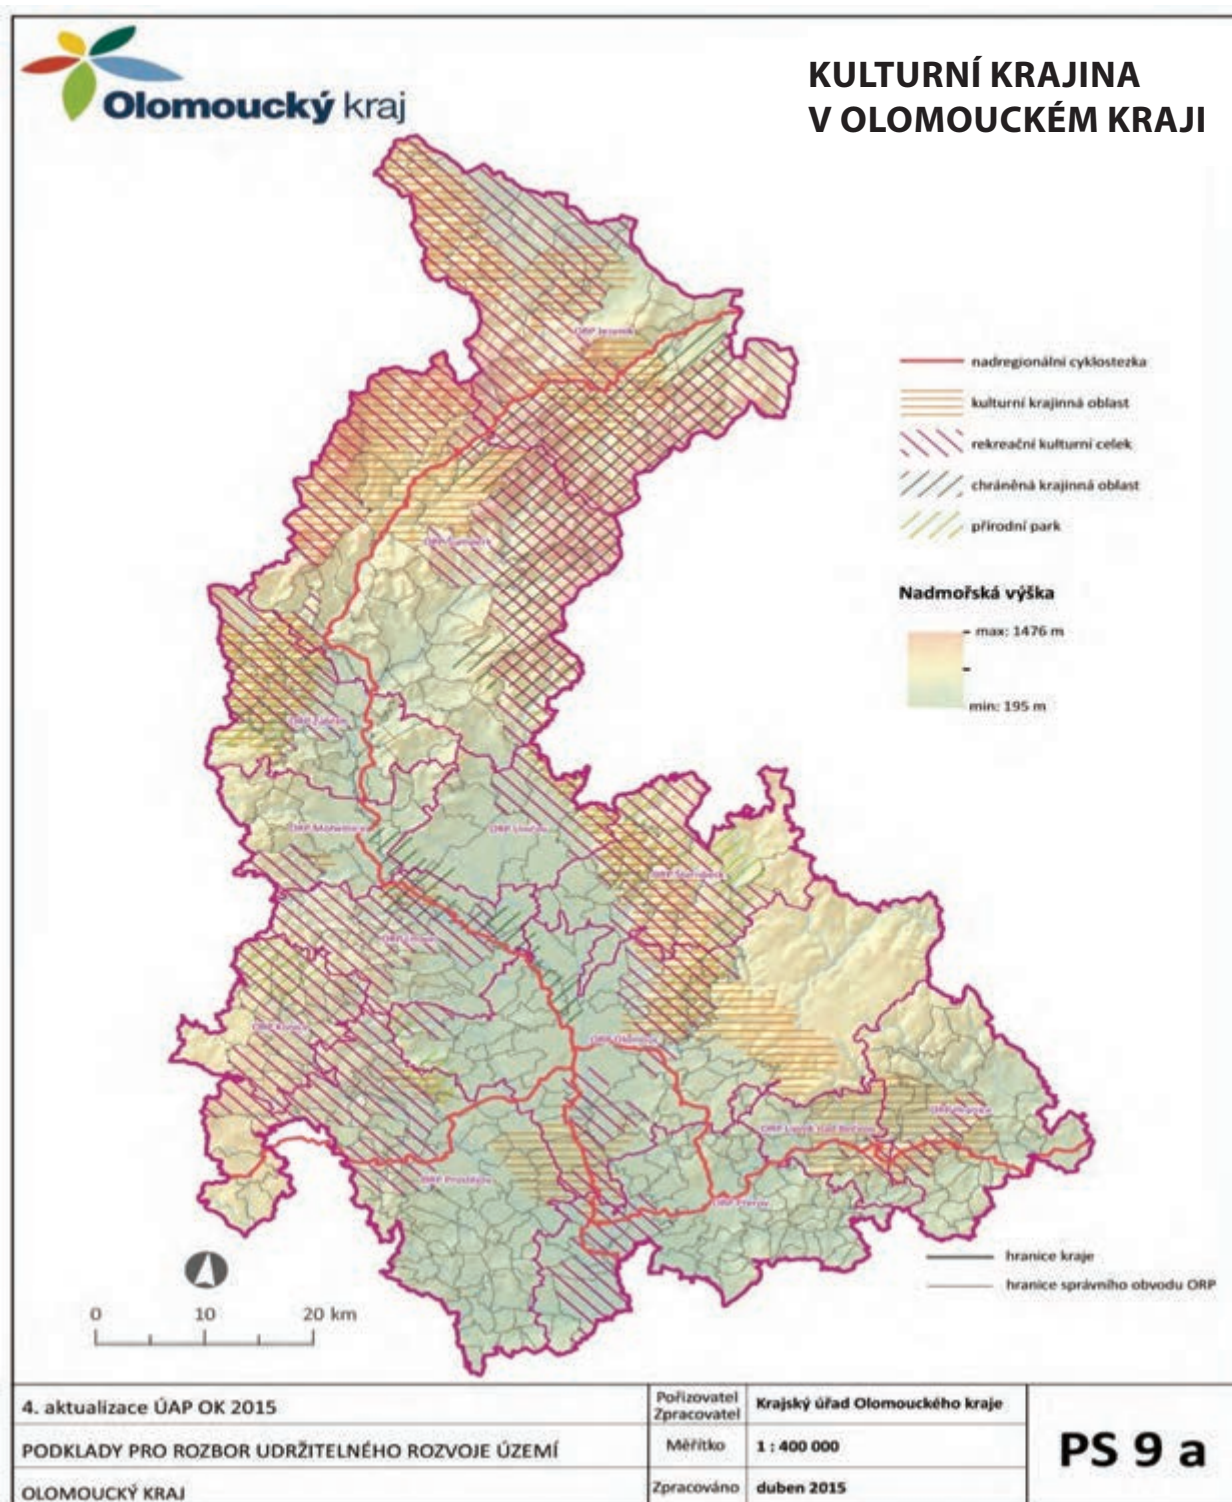 Olomoucký kraj
KULTURNÍ KRAJINA
V OLOMOUCKÉM KRAJI
ORP Jeseník
nadregionální cyklostezka
kulturní krajinná oblast
rekreační kulturní celek
chráněná krajinná oblast
přírodní park
ORP Šumperk
Nadmořská výška
max: 1476 m
min: 195 m
ORP Zábřeh
ORP Mohelnice
ORP Uničov
ORP Šternberk
ORP Litovel
ORP Konice
ORP Olomouc
ORP Hranice
ORP Lipník nad Bečvou
ORP Prostějov
ORP Přerov
hranice kraje
hranice správního obvodu ORP
0 10 20 km
4. aktualizace ÚAP OK 2015
Pořizovatel
Zpracovatel
Krajský úřad Olomouckého kraje
PODKLADY PRO ROZBOR UDRŽITELNÉHO ROZVOJE ÚZEMÍ
Měřítko
1 : 400 000
OLOMOUCKÝ KRAJ
Zpracováno
duben 2015
PS 9 a